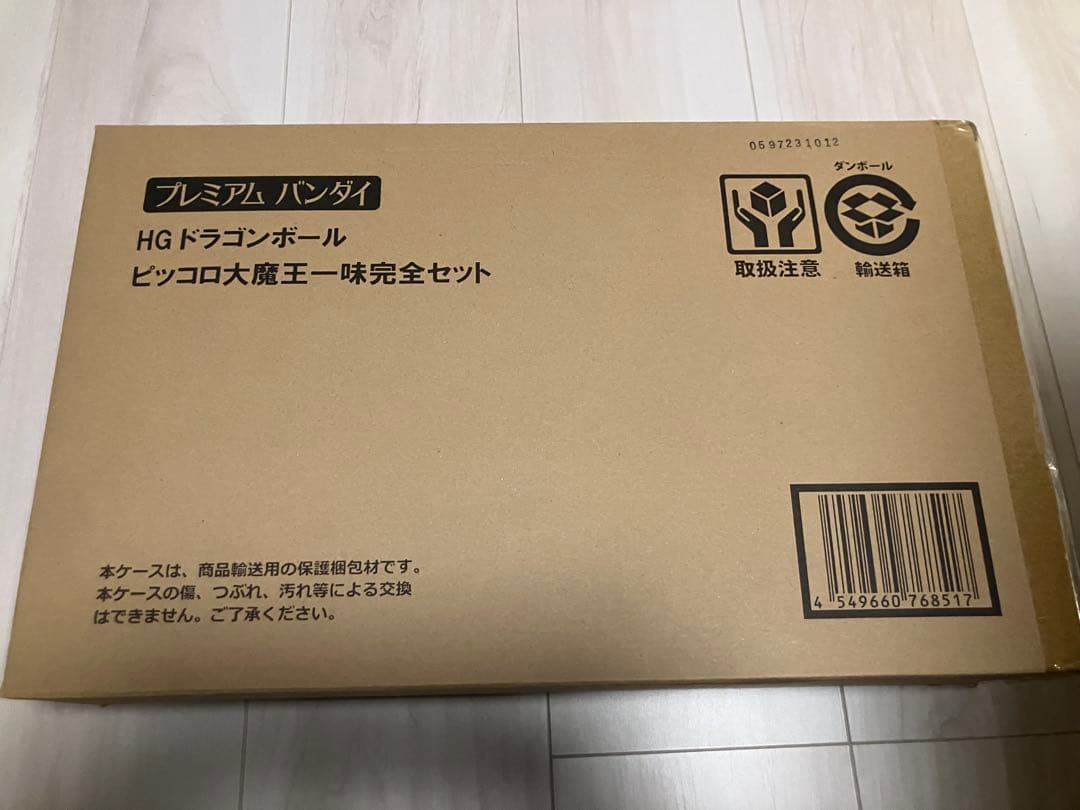 0597231012
プレミアム バンダイ
HG ドラゴンボール
ピッコロ大魔王一味完全セット
ダンボール
取扱注意
輸送箱
本ケースは、商品輸送用の保護梱包材です。
本ケースの傷、つぶれ、汚れ等による交換
はできません。ご了承ください。
4 549660 768517